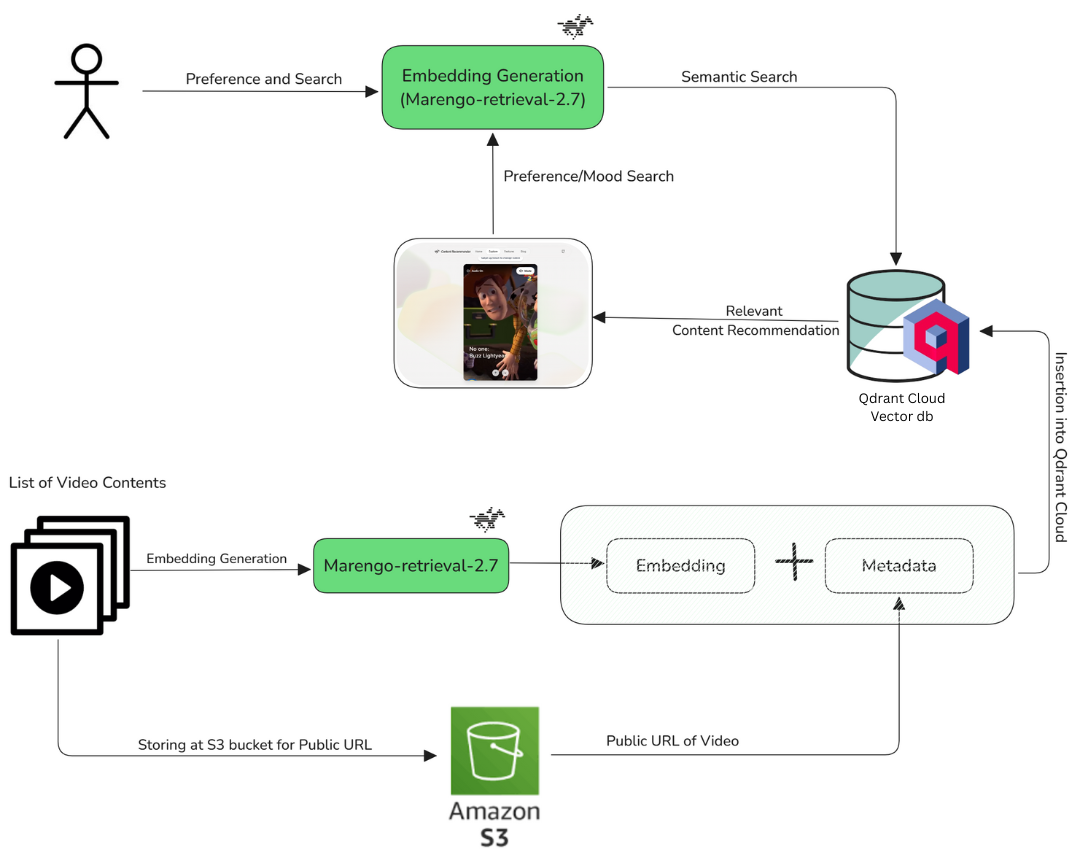 Preference and Search
Embedding Generation
(Marengo-retrieval-2.7)
Semantic Search
Preference/Mood Search
No one:
Buzz Lightyear
Relevant
Content Recommendation
Qdrant Cloud
Vector db
Insertion into Qdrant Cloud
List of Video Contents
Embedding Generation
Marengo-retrieval-2.7
Embedding
Metadata
Storing at S3 bucket for Public URL
Public URL of Video
Amazon
S3